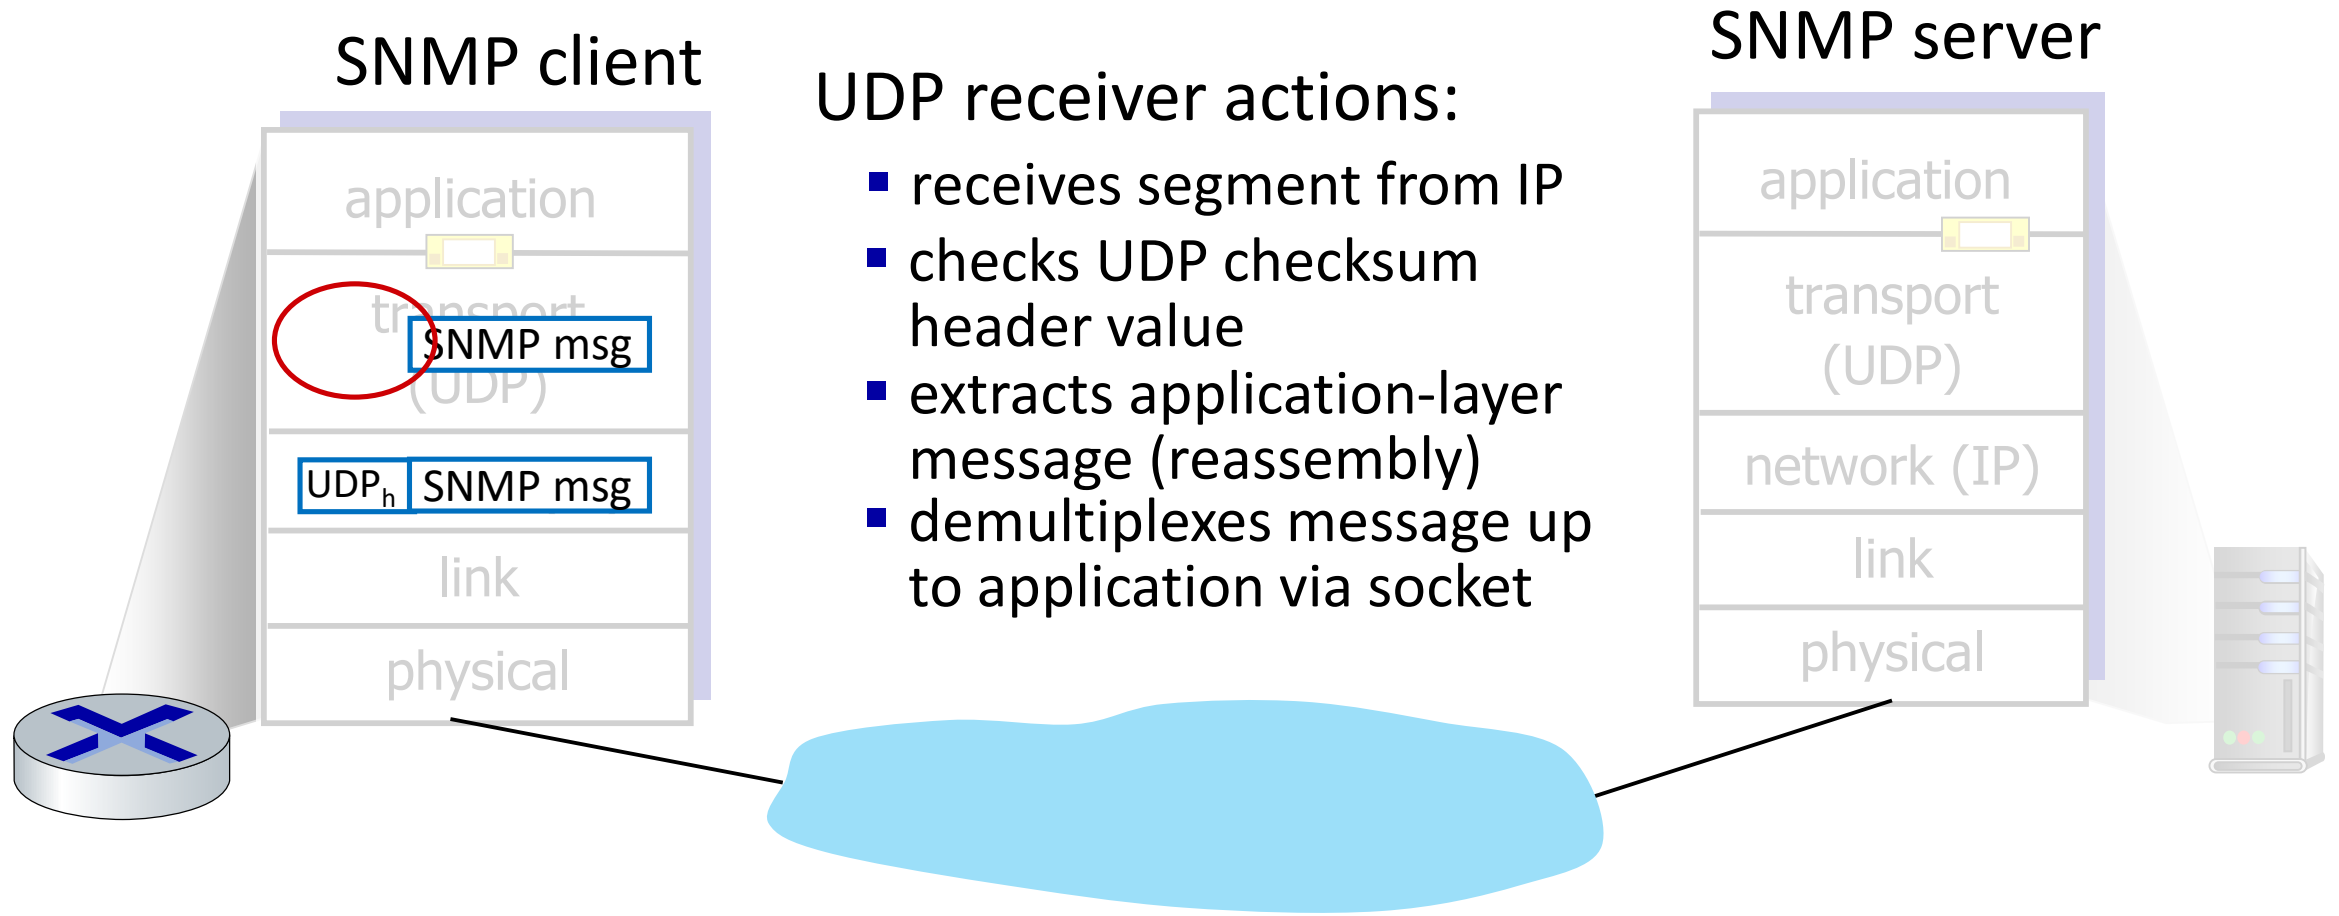 SNMP client
application
transport
SNMP msg
(UDP)
UDPh SNMP msg
link
physical
UDP receiver actions:
receives segment from IP
checks UDP checksum
header value
extracts application-layer
message (reassembly)
demultiplexes message up
to application via socket
SNMP server
application
transport
(UDP)
network (IP)
link
physical